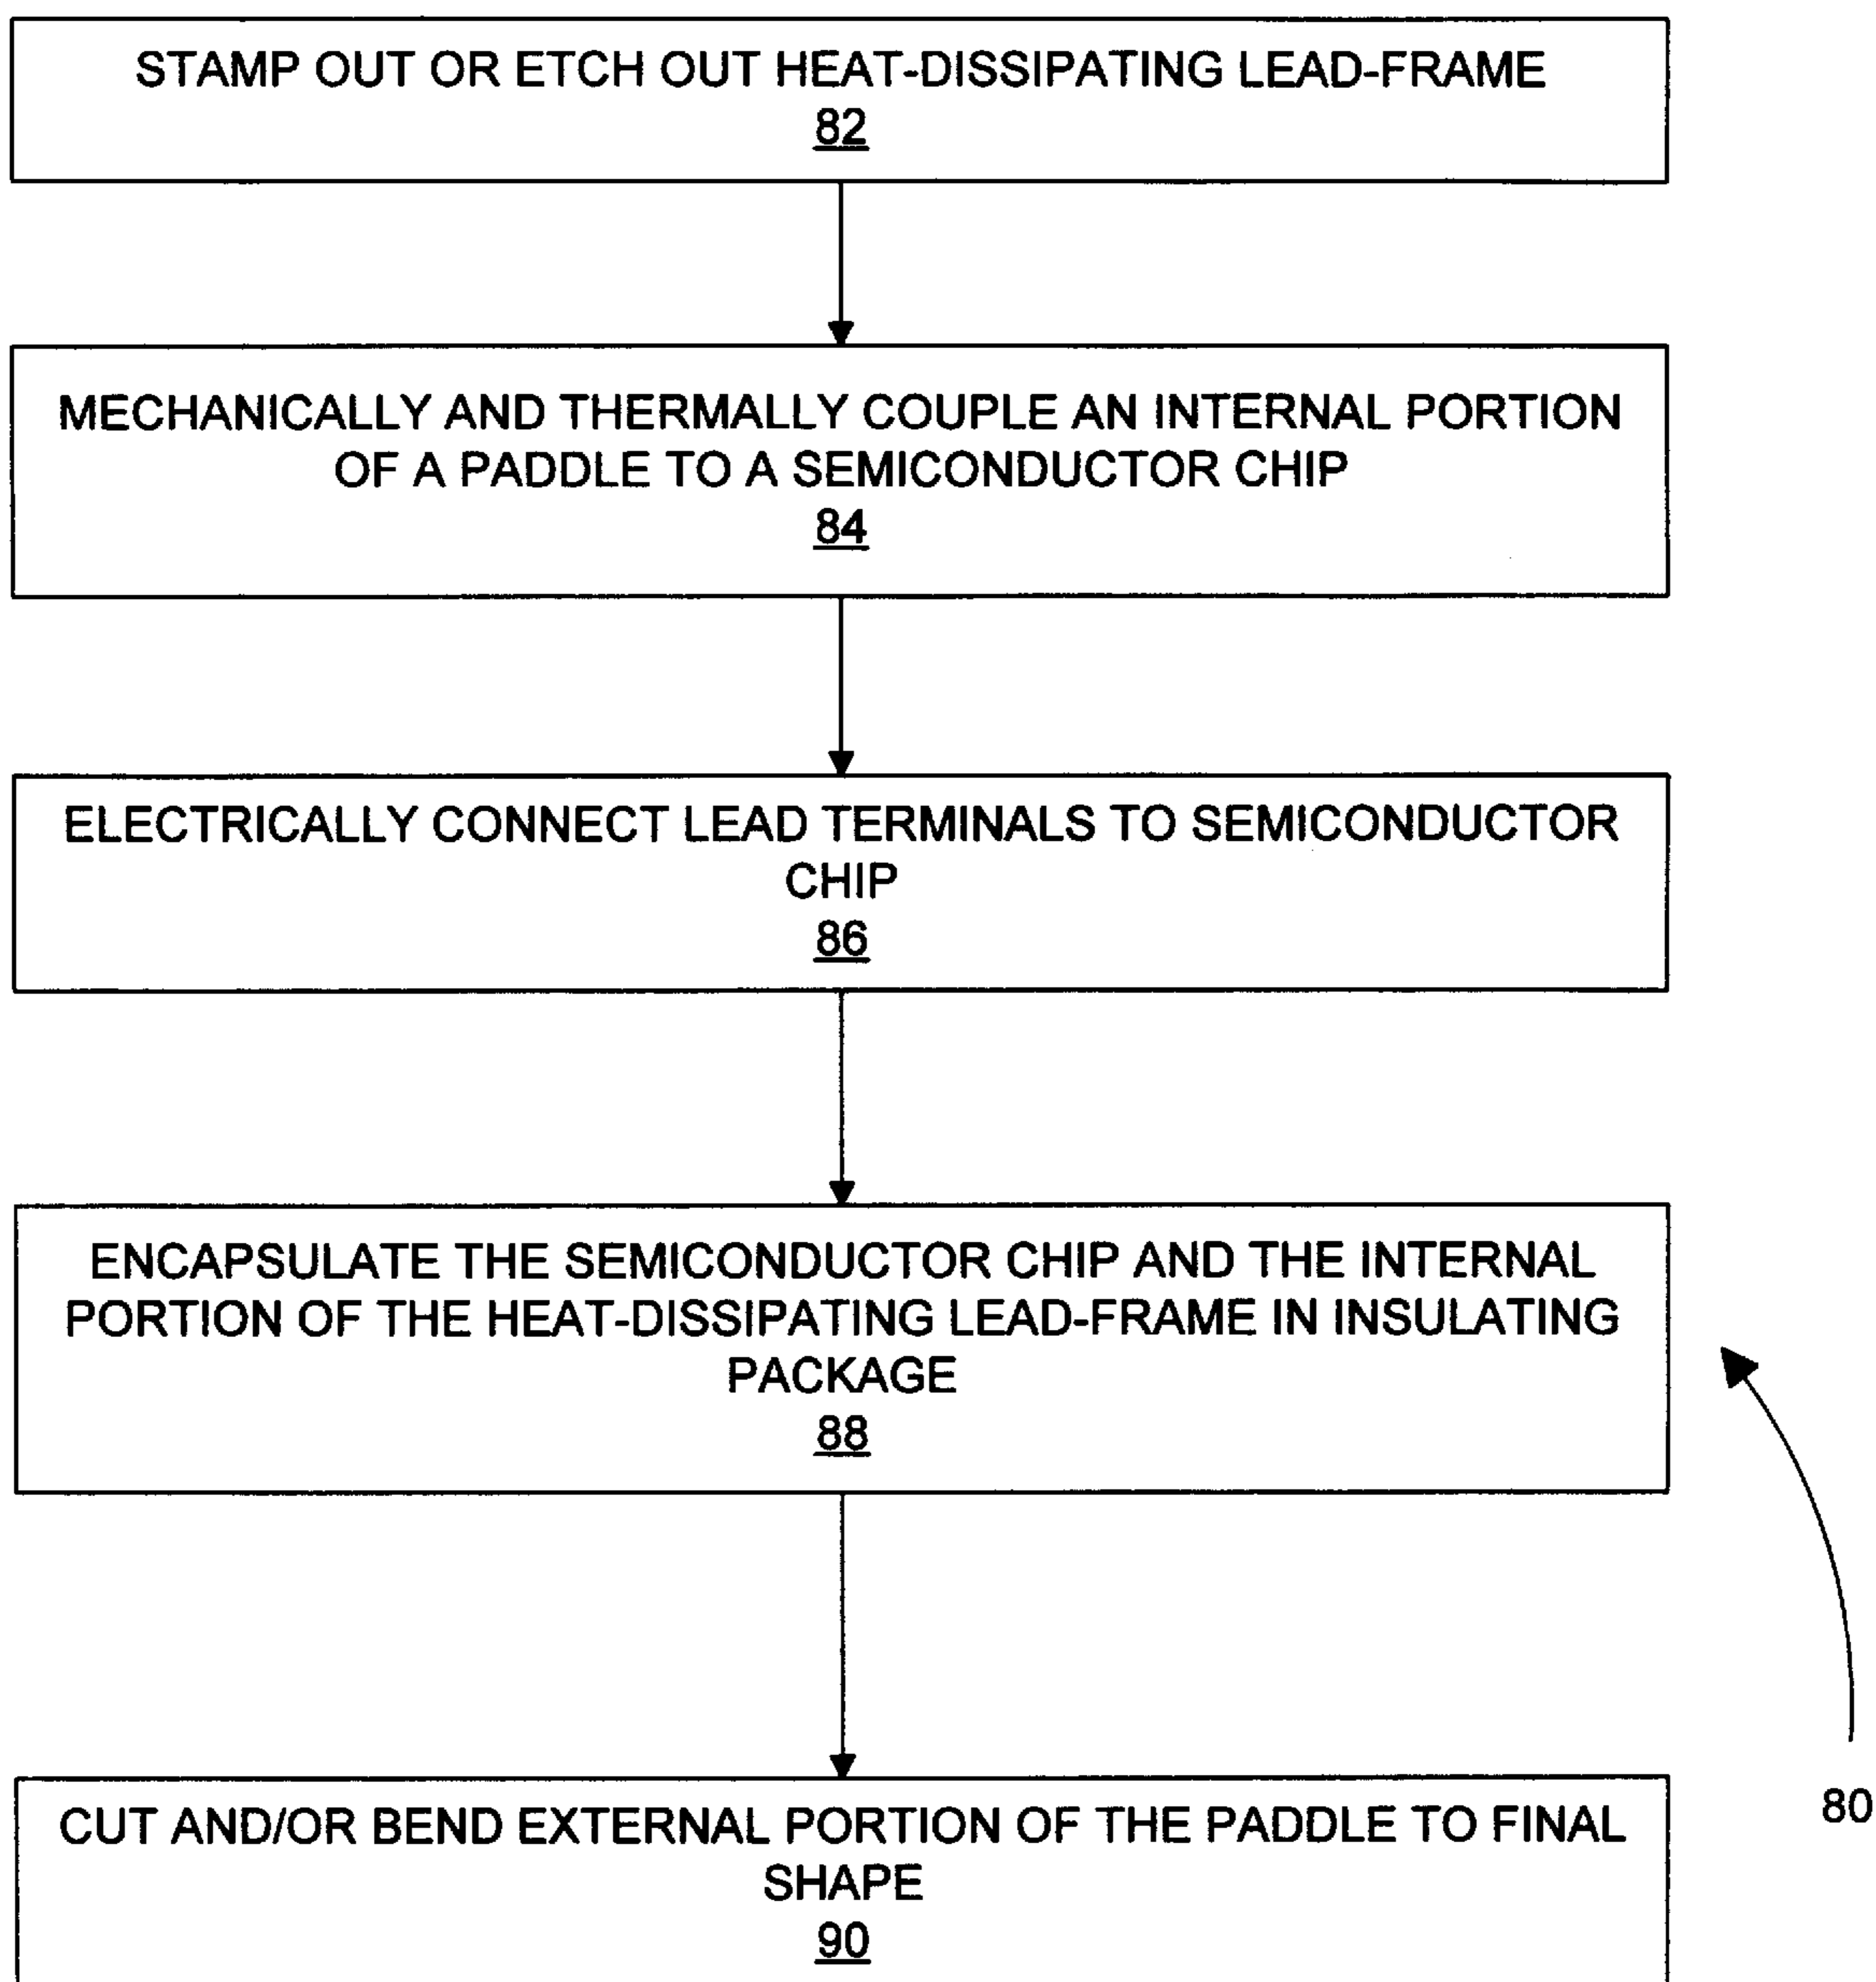 STAMP OUT OR ETCH OUT HEAT-DISSIPATING LEAD-FRAME
82
MECHANICALLY AND THERMALLY COUPLE AN INTERNAL PORTION
OF A PADDLE TO A SEMICONDUCTOR CHIP
84
ELECTRICALLY CONNECT LEAD TERMINALS TO SEMICONDUCTOR
CHIP
86
ENCAPSULATE THE SEMICONDUCTOR CHIP AND THE INTERNAL
PORTION OF THE HEAT-DISSIPATING LEAD-FRAME IN INSULATING
PACKAGE
88
CUT AND/OR BEND EXTERNAL PORTION OF THE PADDLE TO FINAL
SHAPE
90
80